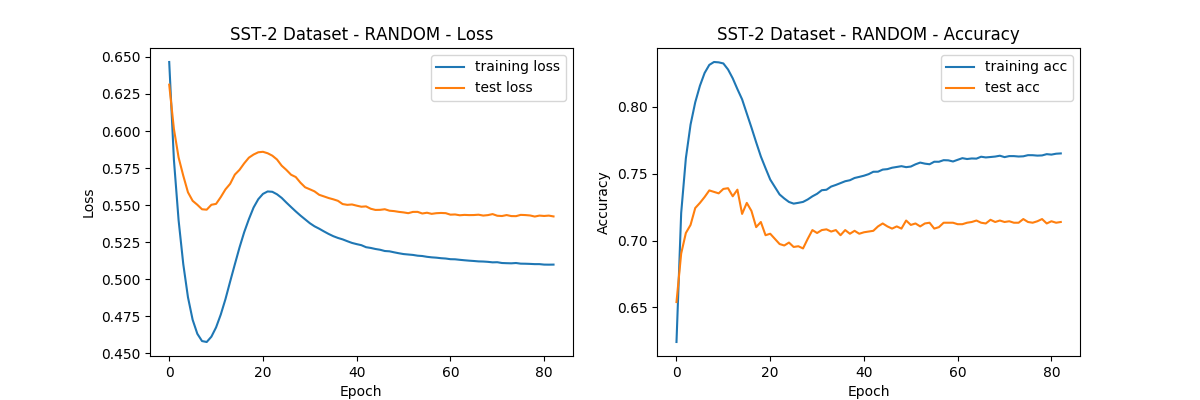 SST-2 Dataset - RANDOM - Loss
0.650
0.625
0.600
0.575
0.550
0.525
0.500
0.475
0.450
Loss
training loss
test loss
0
20
40
60
80
Epoch
SST-2 Dataset - RANDOM - Accuracy
0.80
0.75
0.70
0.65
Accuracy
training acc
test acc
0
20
40
60
80
Epoch